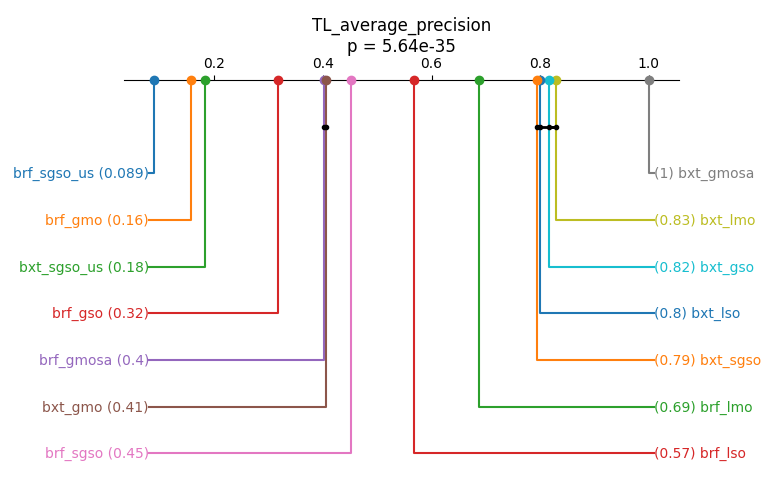 TL_average_precision
p = 5.64e-35
0.2 0.4 0.6 0.8 1.0
brf_sgso_us (0.089) (1) bxt_gmosa
brf_gmo (0.16) (0.83) bxt_lmo
bxt_sgso_us (0.18) (0.82) bxt_gso
brf_gso (0.32) (0.8) bxt_lso
brf_gmosa (0.4) (0.79) bxt_sgso
bxt_gmo (0.41) (0.69) brf_lmo
brf_sgso (0.45) (0.57) brf_lso